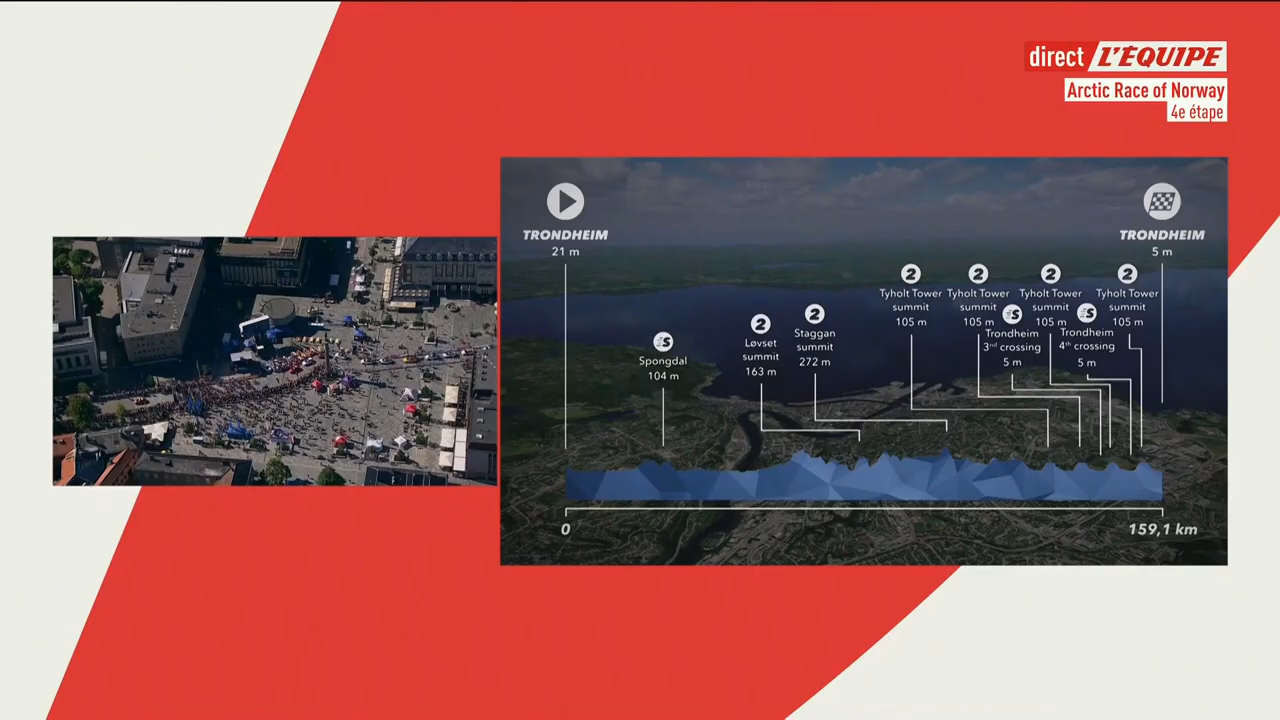 direct L'ÉQUIPE
Arctic Race of Norway
4e étape
TRONDHEIM
21 m
TRONDHEIM
5 m
S
Spongdal
104 m
2
Løvset
summit
163 m
2
Staggan
summit
272 m
2
Tyholt Tower
summit
105 m
2
Tyholt Tower
summit
105 m
S
Trondheim
3rd crossing
5 m
2
Tyholt Tower
summit
105 m
S
Trondheim
4th crossing
5 m
2
Tyholt Tower
summit
105 m
0
159,1 km